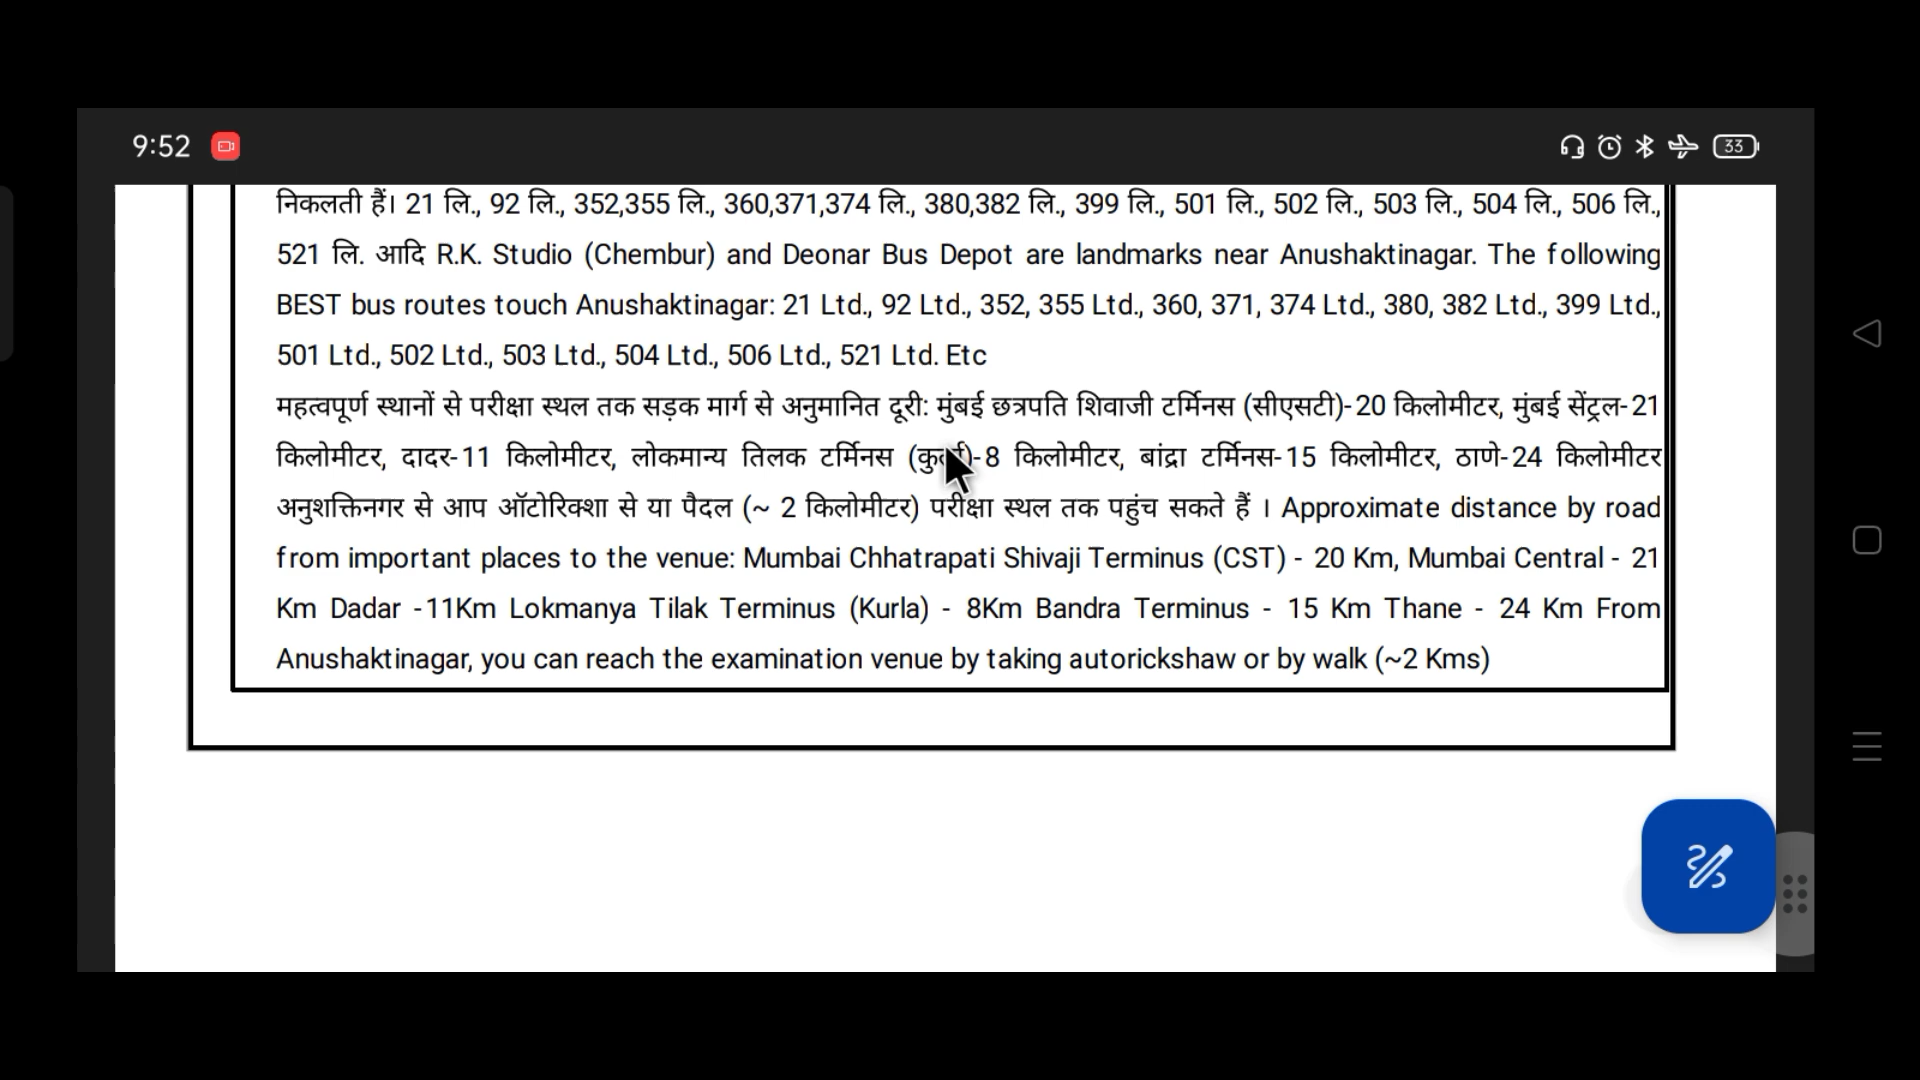 9:52
33
निकलती हैं। 21 लि., 92 लि., 352,355 लि., 360,371,374 लि., 380,382 लि., 399 लि., 501 लि., 502 लि., 503 लि., 504 लि., 506 लि.,
521 लि. आदि R.K. Studio (Chembur) and Deonar Bus Depot are landmarks near Anushaktinagar. The following
BEST bus routes touch Anushaktinagar: 21 Ltd., 92 Ltd., 352, 355 Ltd., 360, 371, 374 Ltd., 380, 382 Ltd., 399 Ltd.,
501 Ltd., 502 Ltd., 503 Ltd., 504 Ltd., 506 Ltd., 521 Ltd. Etc
महत्वपूर्ण स्थानों से परीक्षा स्थल तक सड़क मार्ग से अनुमानित दूरी: मुंबई छत्रपति शिवाजी टर्मिनस (सीएसटी)-20 किलोमीटर, मुंबई सेंट्रल-21
किलोमीटर, दादर-11 किलोमीटर, लोकमान्य तिलक टर्मिनस -8 किलोमीटर, बांद्रा टर्मिनस-15 किलोमीटर, ठाणे-24 किलोमीटर
अनुशक्तिनगर से आप ऑटोरिक्शा से या पैदल (~ 2 किलोमीटर) परीक्षा स्थल तक पहुंच सकते हैं । Approximate distance by road
from important places to the venue: Mumbai Chhatrapati Shivaji Terminus (CST) - 20 Km, Mumbai Central - 21
Km Dadar -11Km Lokmanya Tilak Terminus (Kurla) - 8Km Bandra Terminus - 15 Km Thane - 24 Km From
Anushaktinagar, you can reach the examination venue by taking autorickshaw or by walk (~2 Kms)